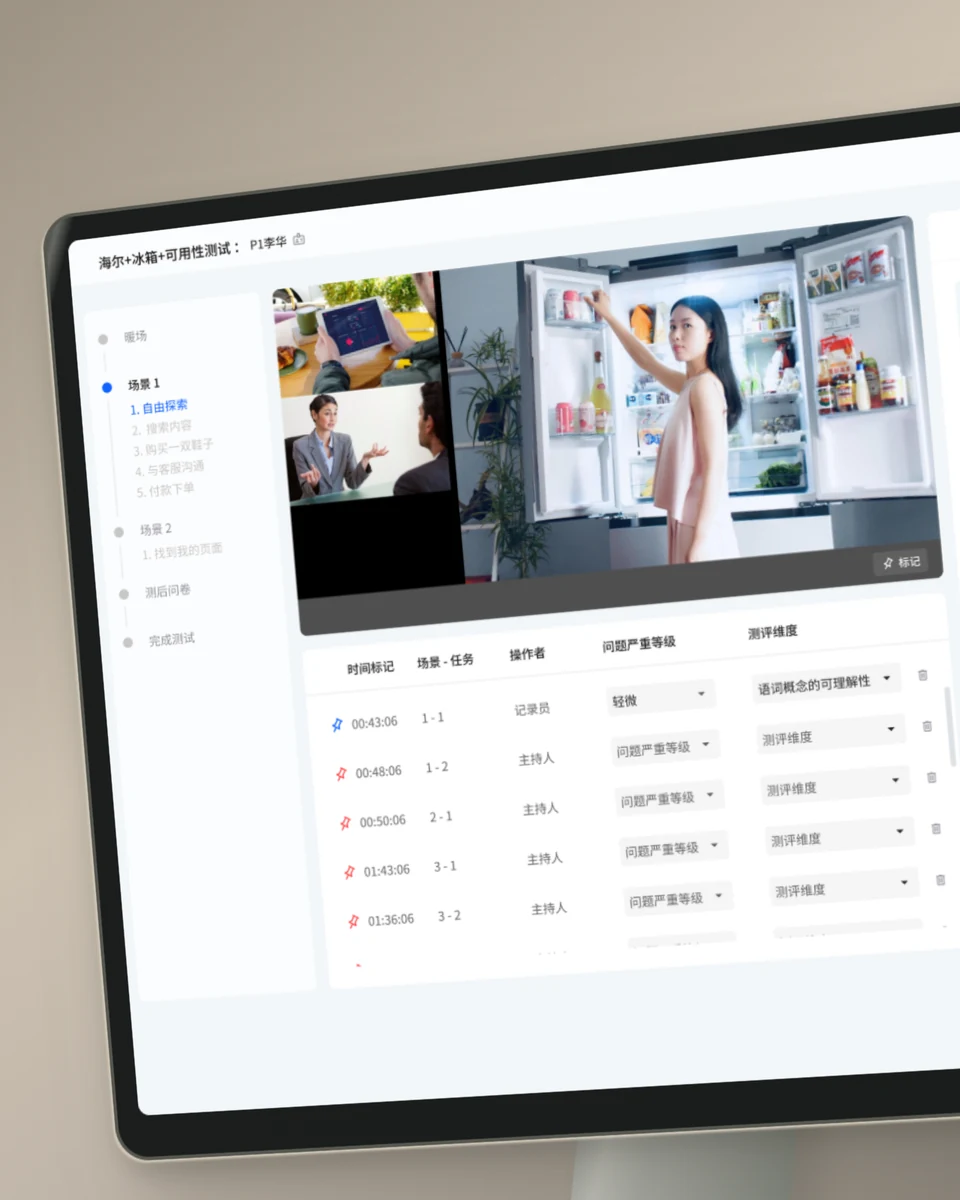 海尔+冰箱+可用性测试： P1李华
暖场
场景 1
1. 自由探索
2. 搜索内容
3. 购买一双鞋子
4. 与客服沟通
5. 付款下单
场景 2
1. 找到我的页面
测后问卷
完成测试
标记
时间标记 场景 - 任务 操作者 问题严重等级 测评维度
00:43:06 1 - 1 记录员 轻微 语词概念的可理解性
00:48:06 1 - 2 主持人 问题严重等级 测评维度
00:50:06 2 - 1 主持人 问题严重等级 测评维度
01:43:06 3 - 1 主持人 问题严重等级 测评维度
01:36:06 3 - 2 主持人 问题严重等级 测评维度